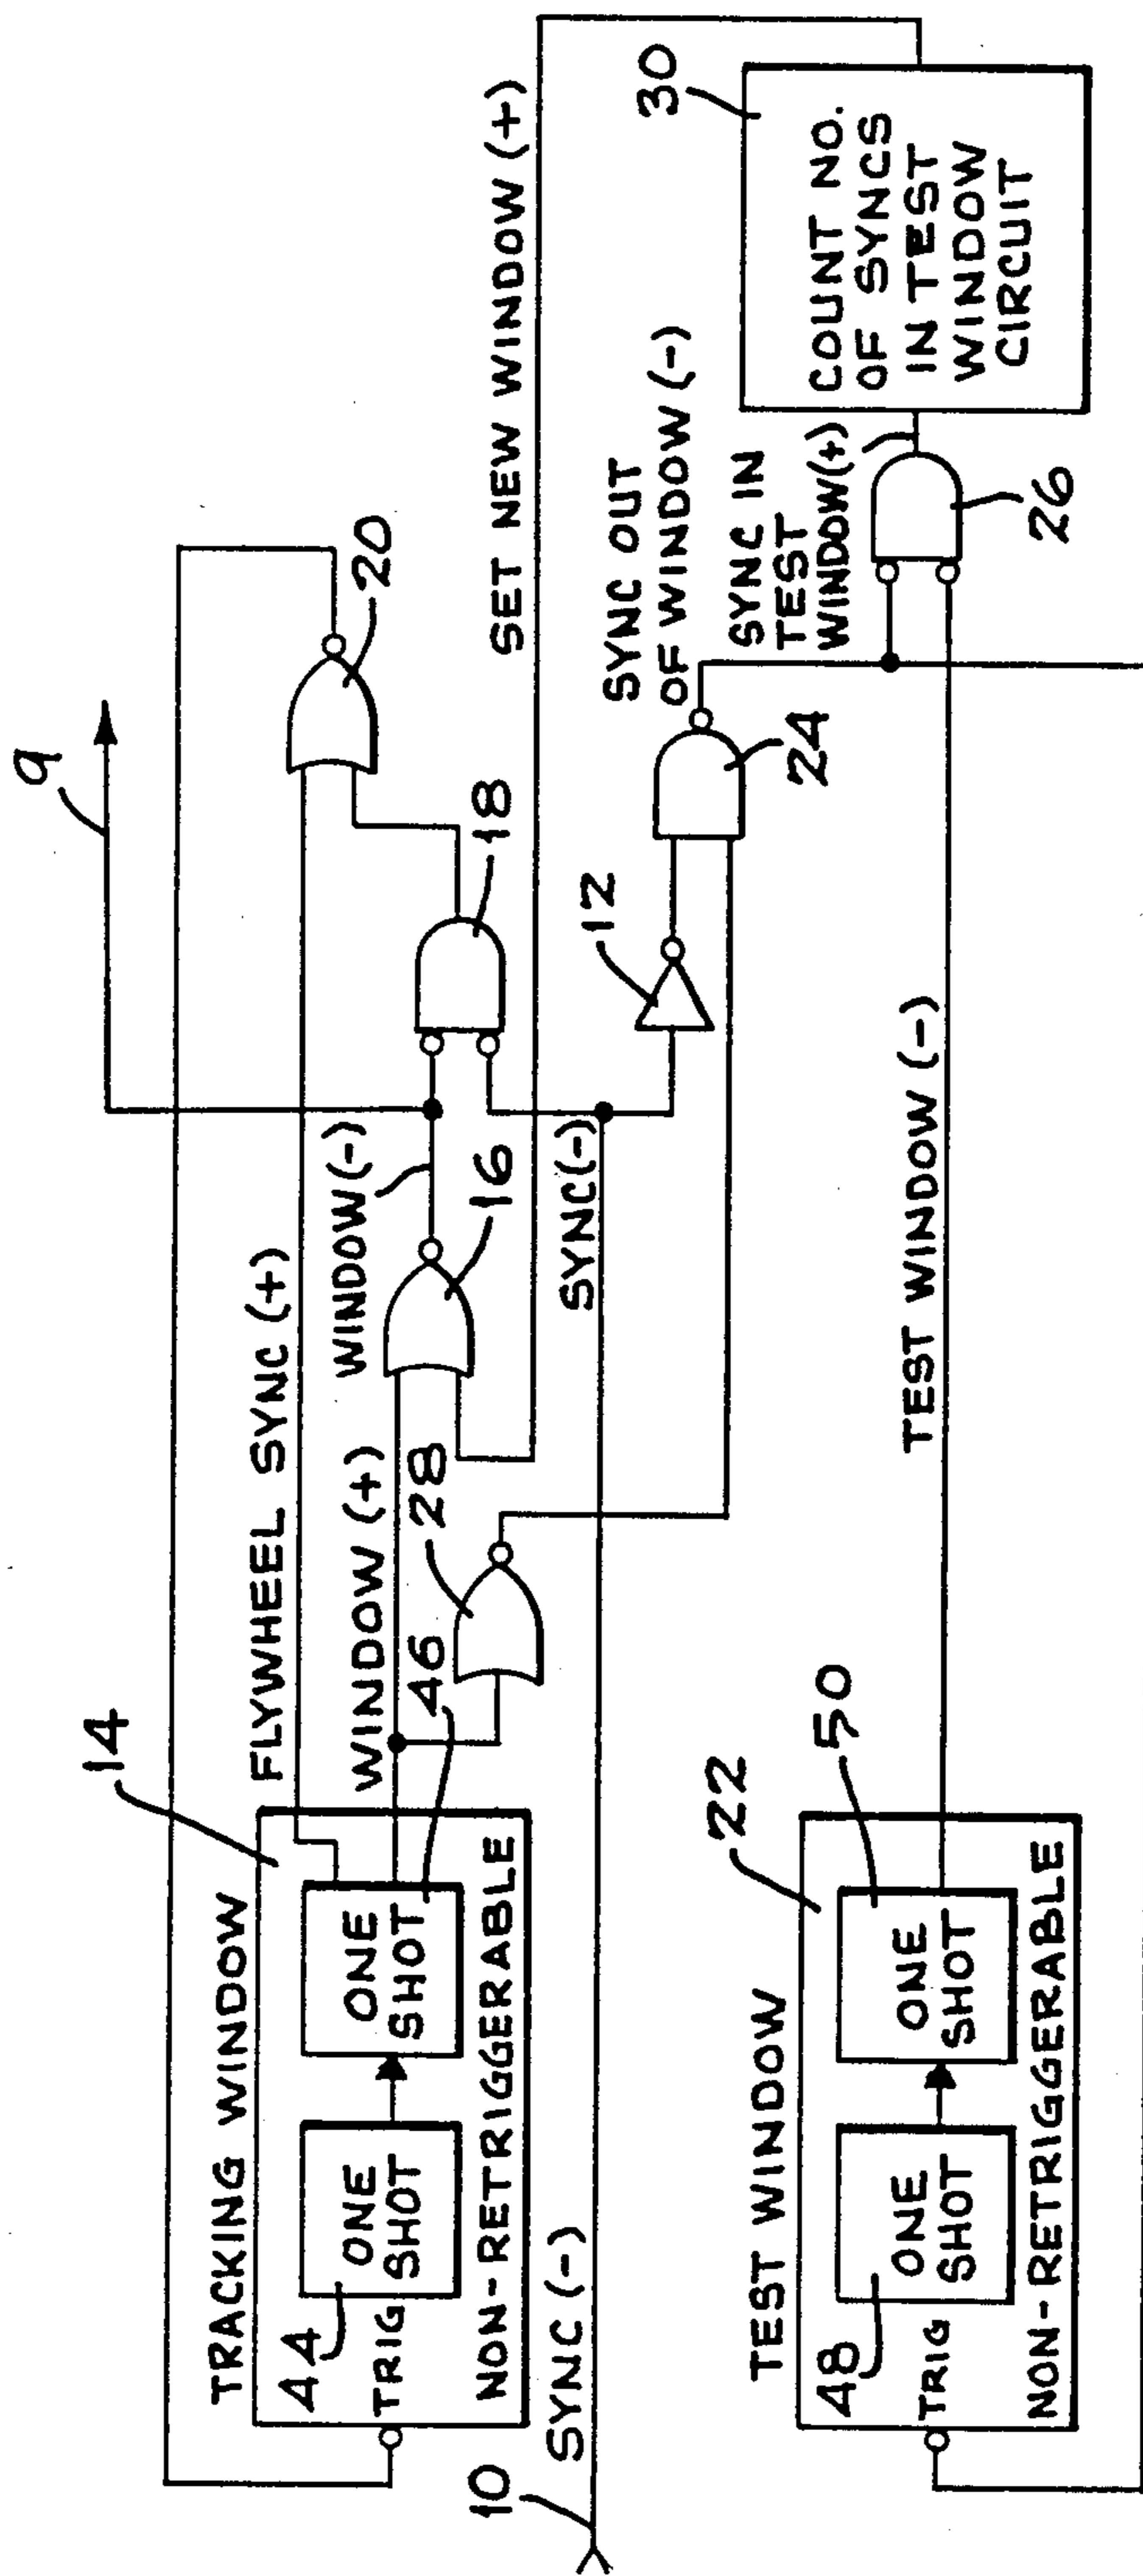 9
20
SET NEW WINDOW (+)
30
COUNT NO.
OF SYNCS
IN TEST
WINDOW
CIRCUIT
18
SYNC OUT
OF WINDOW (-)
24
SYNC IN
TEST
WINDOW(+)
26
12
FLYWHEEL SYNC (+)
WINDOW(-)
16
SYNC(-)
WINDOW (+)
28
46
TEST WINDOW (-)
14
TRACKING WINDOW
ONE
SHOT
ONE
SHOT
44
TRIG
NON-RETRIGGERABLE
10
SYNC (-)
TEST WINDOW
22
50
ONE
SHOT
ONE
SHOT
48
TRIG
NON-RETRIGGERABLE